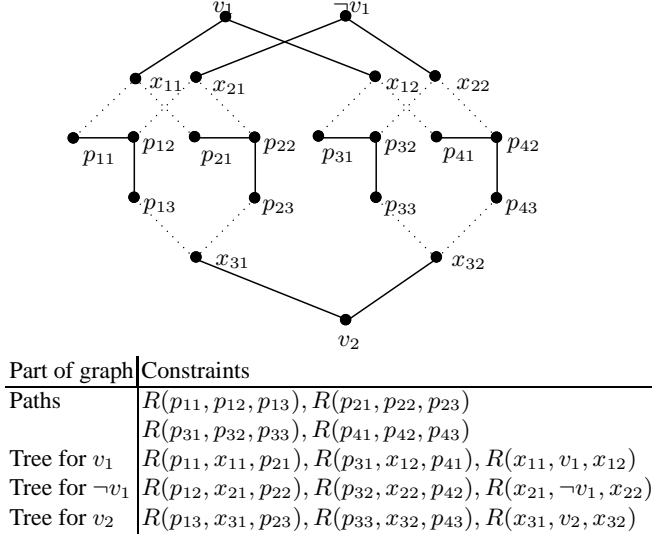 v₁ ¬v₁
x₁₁ x₂₁ x₁₂ x₂₂
p₁₁ p₁₂ p₂₁ p₂₂ p₃₁ p₃₂ p₄₁ p₄₂
p₁₃ p₂₃ p₃₃ p₄₃
x₃₁ x₃₂
v₂
Part of graph Constraints
Paths R(p₁₁, p₁₂, p₁₃), R(p₂₁, p₂₂, p₂₃)
R(p₃₁, p₃₂, p₃₃), R(p₄₁, p₄₂, p₄₃)
Tree for v₁ R(p₁₁, x₁₁, p₂₁), R(p₃₁, x₁₂, p₄₁), R(x₁₁, v₁, x₁₂)
Tree for ¬v₁ R(p₁₂, x₂₁, p₂₂), R(p₃₂, x₂₂, p₄₂), R(x₂₁, ¬v₁, x₂₂)
Tree for v₂ R(p₁₃, x₃₁, p₂₃), R(p₃₃, x₃₂, p₄₃), R(x₃₁, v₂, x₃₂)